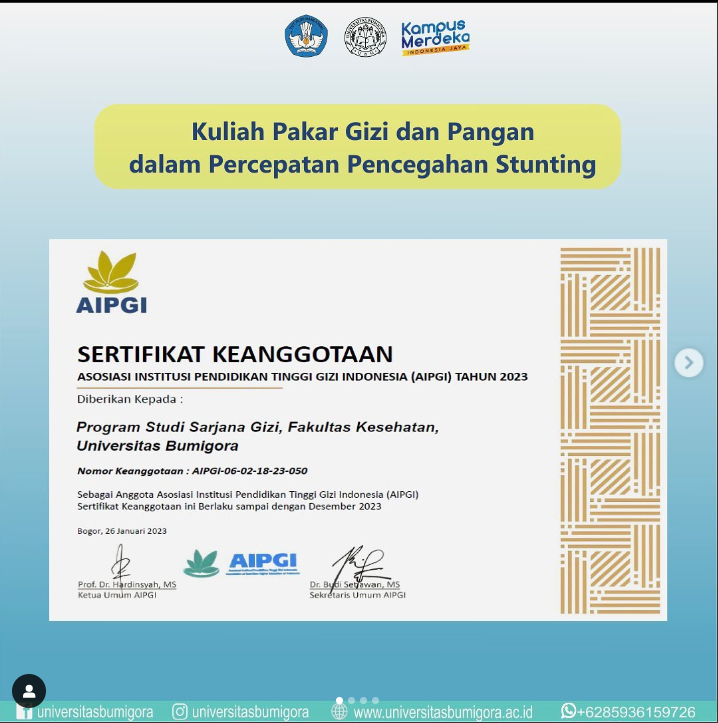 Kampus
Merdeka
INDONESIA JAYA
Kuliah Pakar Gizi dan Pangan
dalam Percepatan Pencegahan Stunting
AIPGI
SERTIFIKAT KEANGGOTAAN
ASOSIASI INSTITUSI PENDIDIKAN TINGGI GIZI INDONESIA (AIPGI) TAHUN 2023
Diberikan Kepada :
Program Studi Sarjana Gizi, Fakultas Kesehatan,
Universitas Bumigora
Nomor Keanggotaan : AIPGI-06-02-18-23-050
Sebagai Anggota Asosiasi Institusi Pendidikan Tinggi Gizi Indonesia (AIPGI)
Sertifikat Keanggotaan ini Berlaku sampai dengan Desember 2023
Bogor, 26 Januari 2023
AIPGI
Prof. Dr. Hardinsyah, MS
Ketua Umum AIPGI
Dr. Budi Setiawan, MS
Sekretaris Umum AIPGI
universitasbumigora universitasbumigora www.universitasbumigora.ac.id +6285936159726